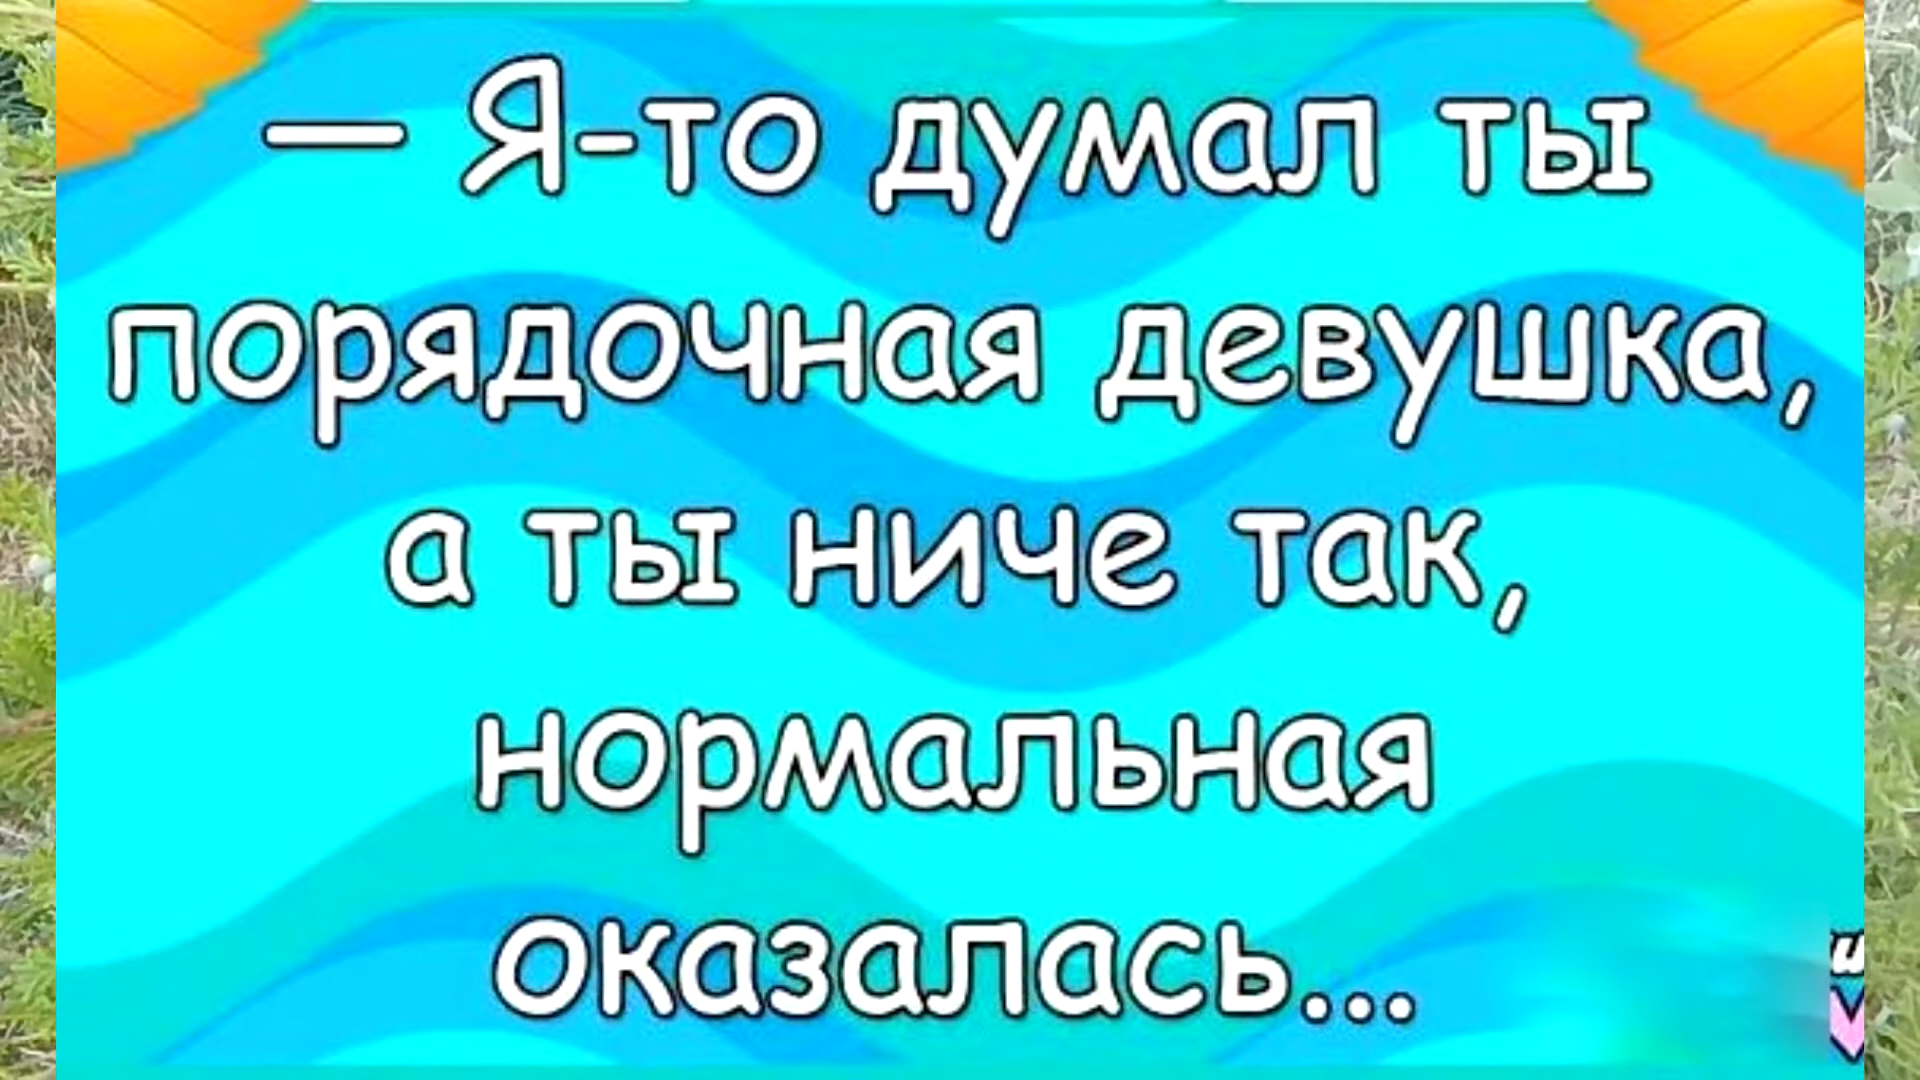 — Я-то думал ты
порядочная девушка,
а ты ниче так,
нормальная
оказалась...